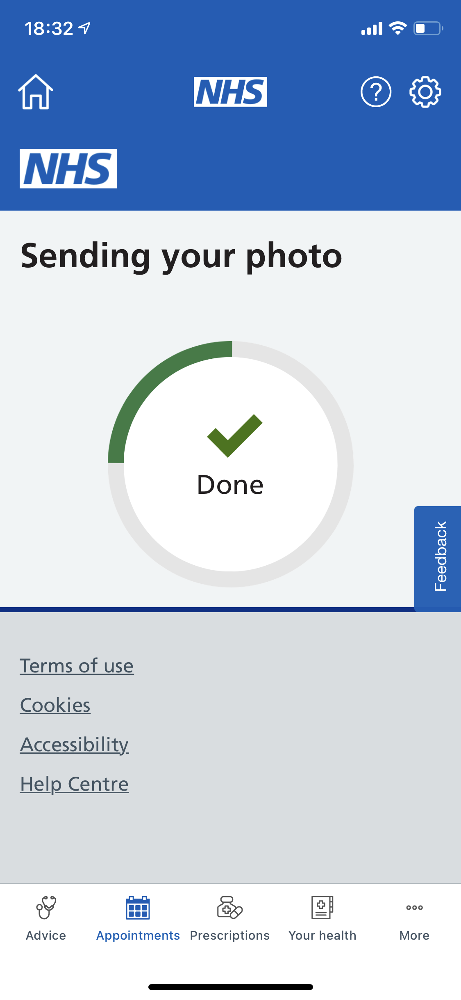 18:32
NHS
NHS
Sending your photo
Done
Feedback
Terms of use
Cookies
Accessibility
Help Centre
Advice
Appointments
Prescriptions
Your health
More